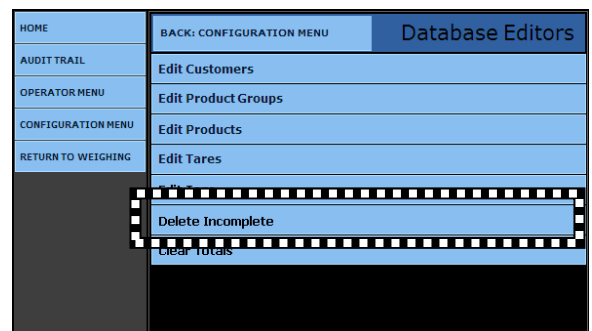 HOME
AUDIT TRAIL
OPERATOR MENU
CONFIGURATION MENU
RETURN TO WEIGHING
BACK: CONFIGURATION MENU
Database Editors
Edit Customers
Edit Product Groups
Edit Products
Edit Tares
Edit
Delete Incomplete
Clear Totals